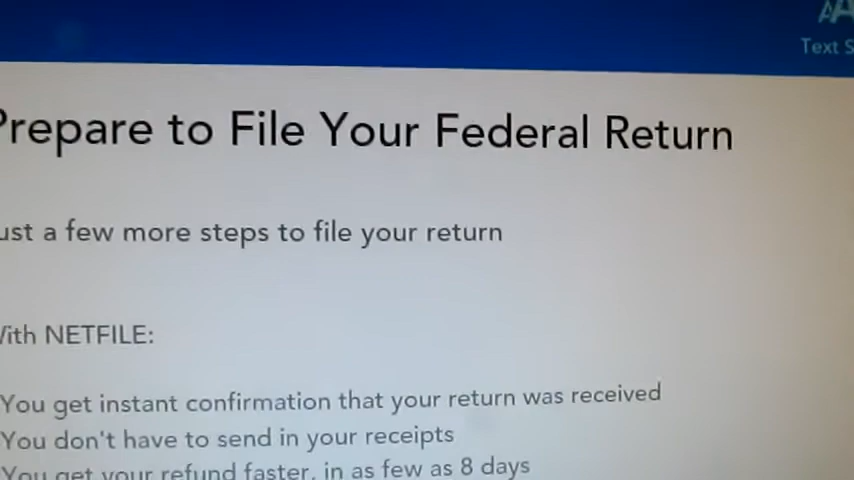 Text
Prepare to File Your Federal Return
a few more steps to file your return
With NETFILE:
You get instant confirmation that your return was received
You don't have to send in your receipts
You get your refund faster, in as few as 8 days